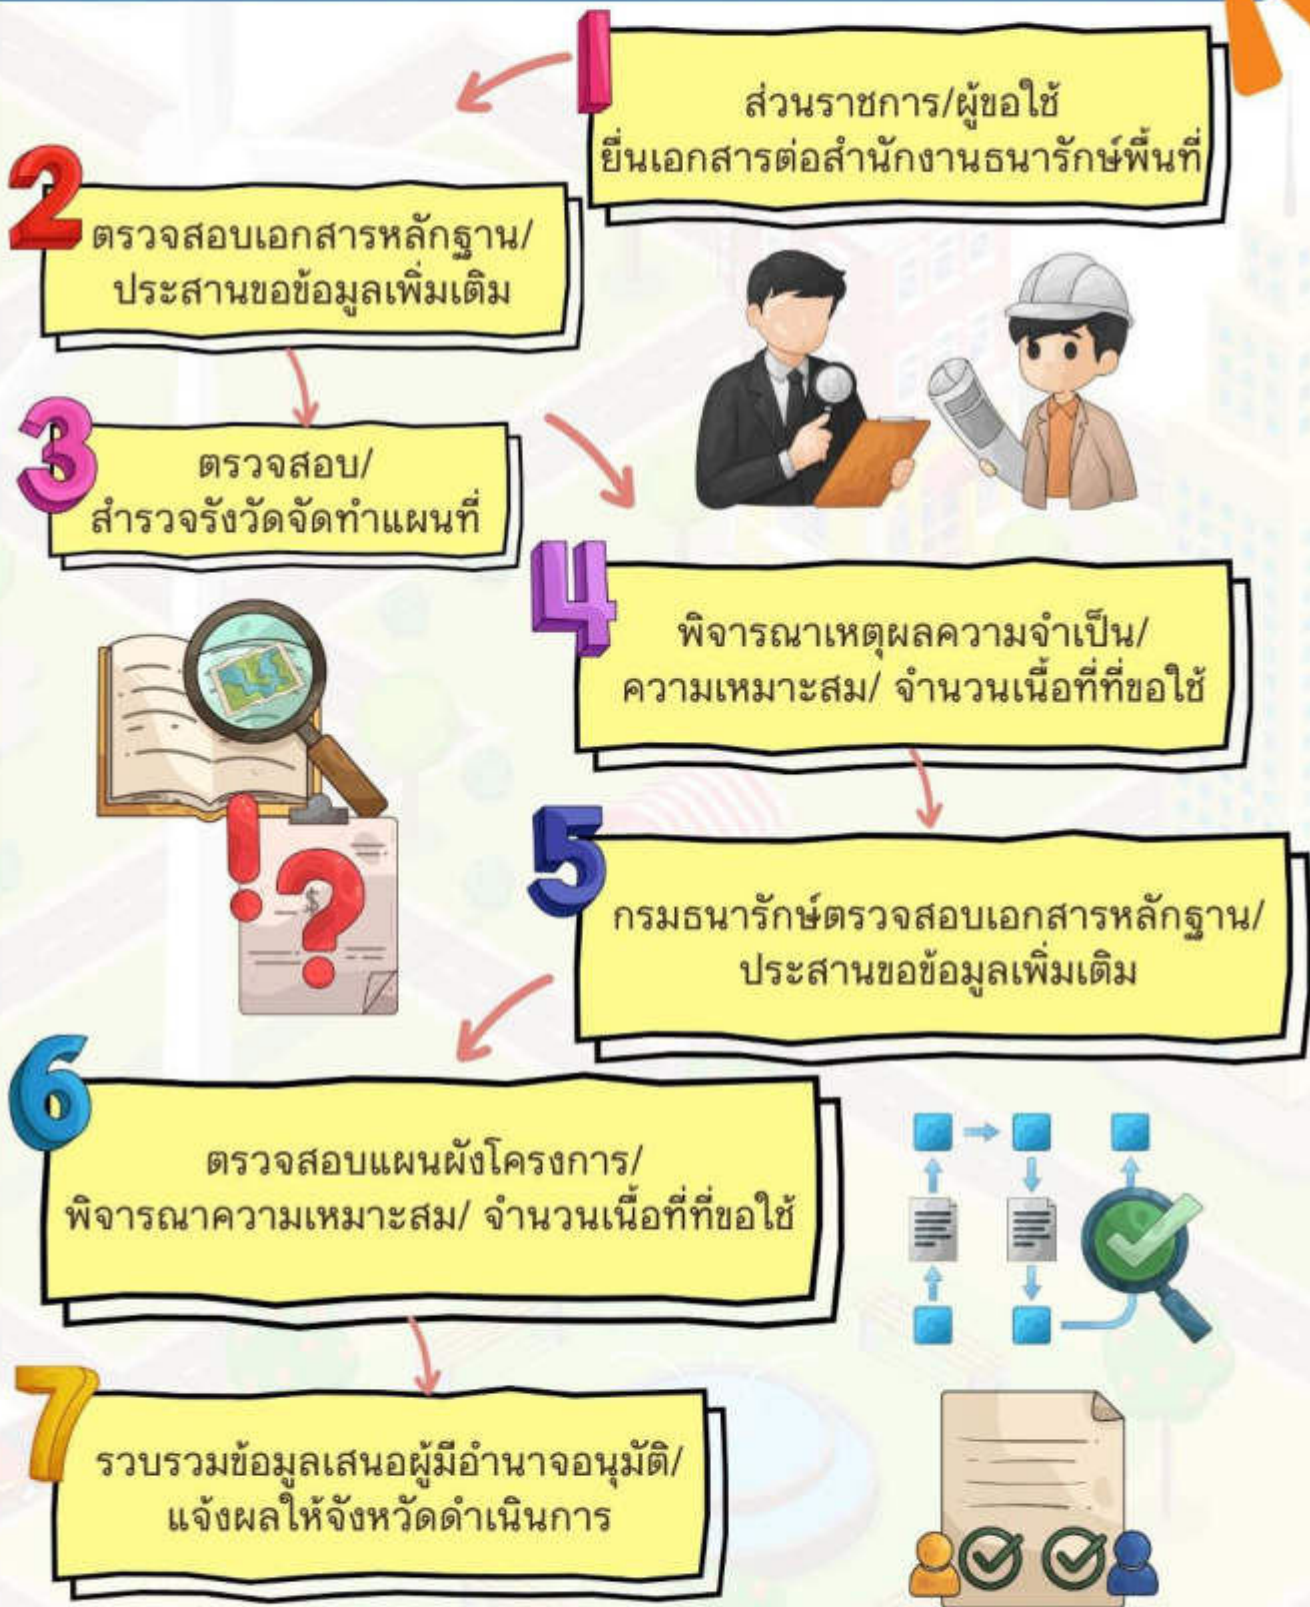 1
ส่วนราชการ/ผู้ขอใช้
ยื่นเอกสารต่อสำนักงานธนารักษ์พื้นที่
2
ตรวจสอบเอกสารหลักฐาน/
ประสานขอข้อมูลเพิ่มเติม
3
ตรวจสอบ/
สำรวจรังวัดจัดทำแผนที่
4
พิจารณาเหตุผลความจำเป็น/
ความเหมาะสม/ จำนวนเนื้อที่ที่ขอใช้
5
กรมธนารักษ์ตรวจสอบเอกสารหลักฐาน/
ประสานขอข้อมูลเพิ่มเติม
6
ตรวจสอบแผนผังโครงการ/
พิจารณาความเหมาะสม/ จำนวนเนื้อที่ที่ขอใช้
7
รวบรวมข้อมูลเสนอผู้มีอำนาจอนุมัติ/
แจ้งผลให้จังหวัดดำเนินการ
! ?
$